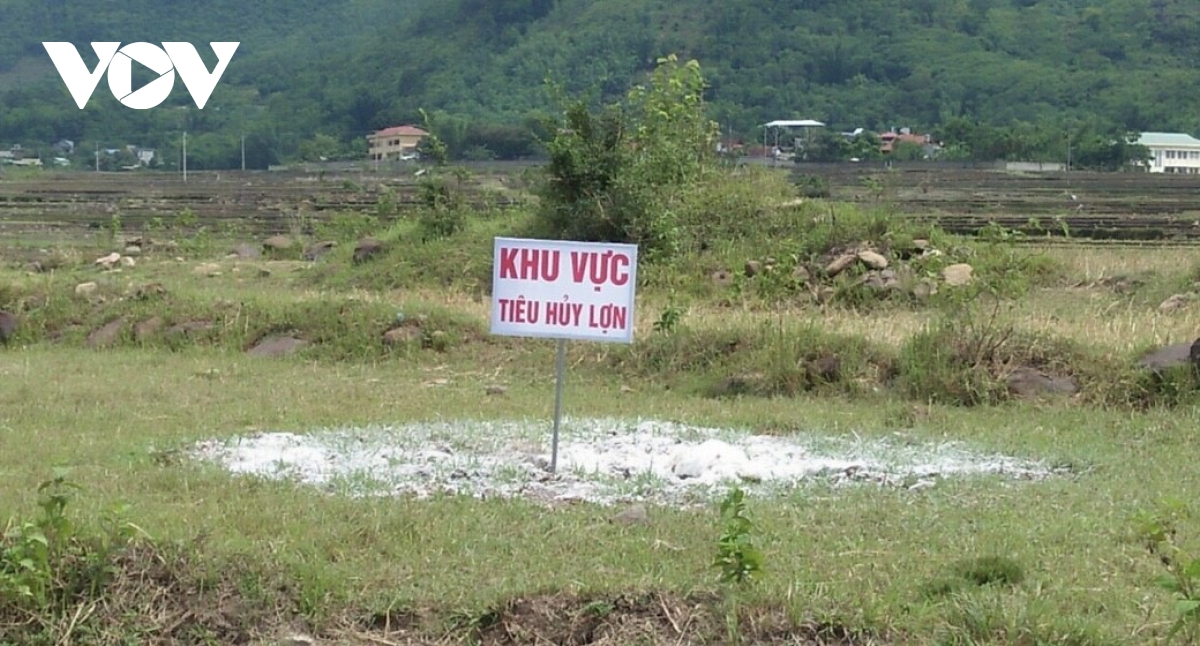 VOV
KHU VỰC
TIÊU HỦY LỢN